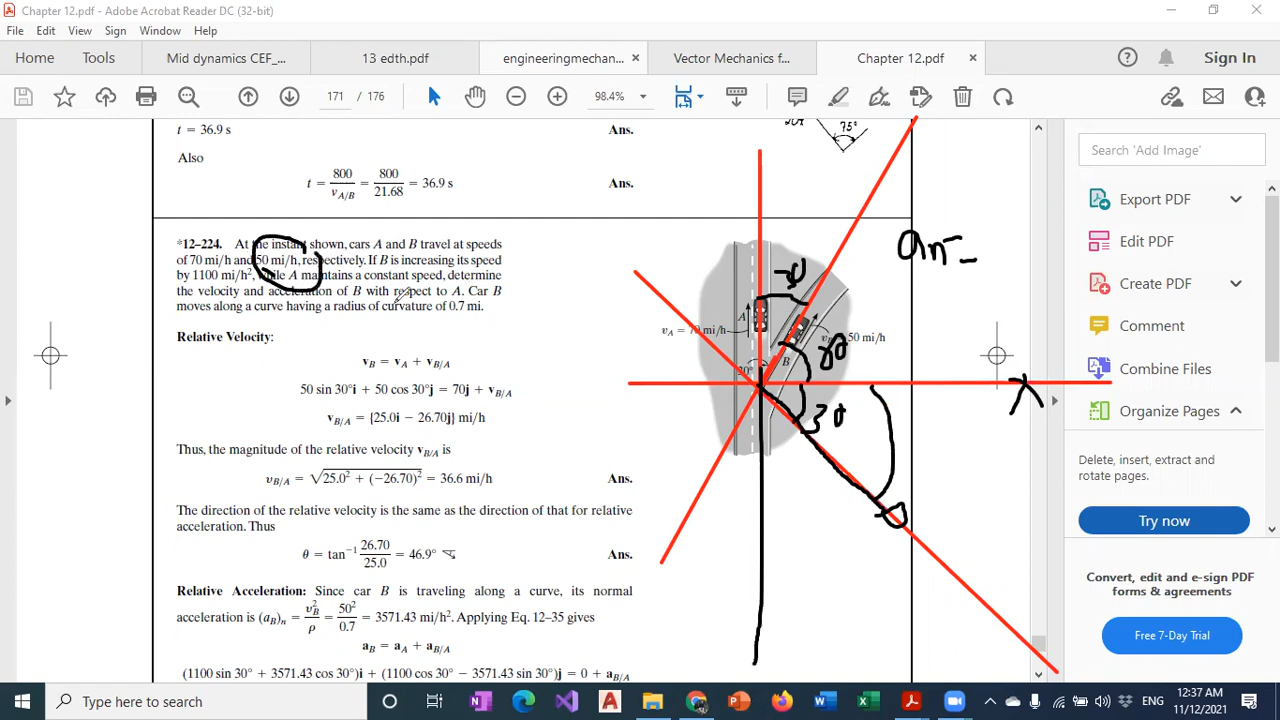 Chapter 12.pdf - Adobe Acrobat Reader DC (32-bit)
File Edit View Sign Window Help
Home Tools Mid dynamics CEF_... 13 edth.pdf engineeringmechan... Vector Mechanics f... Chapter 12.pdf Sign In
171 / 176 98.4%
t = 36.9 s Ans.
75°
Also
t = 800/v_A/B = 800/21.68 = 36.9 s Ans.
*12–224. At the instant shown, cars A and B travel at speeds
of 70 mi/h, and 50 mi/h, respectively. If B is increasing its speed
by 1100 mi/h², while A maintains a constant speed, determine
the velocity and acceleration of B with respect to A. Car B
moves along a curve having a radius of curvature of 0.7 mi.
an=
A
B
30
Relative Velocity:
v_B = v_A + v_B/A
50 sin 30°i + 50 cos 30°j = 70j + v_B/A
v_B/A = {25.0i − 26.70j} mi/h
Thus, the magnitude of the relative velocity v_B/A is
υ_B/A = √25.0² + (−26.70)² = 36.6 mi/h Ans.
The direction of the relative velocity is the same as the direction of that for relative
acceleration. Thus
θ = tan⁻¹ 26.70/25.0 = 46.9° Ans.
Relative Acceleration: Since car B is traveling along a curve, its normal
acceleration is (a_B)_n = υ_B²/ρ = 50²/0.7 = 3571.43 mi/h². Applying Eq. 12–35 gives
a_B = a_A + a_B/A
(1100 sin 30° + 3571.43 cos 30°)i + (1100 cos 30° − 3571.43 sin 30°)j = 0 + a_B/A
Search 'Add Image'
Export PDF
Edit PDF
Create PDF
Comment
Combine Files
Organize Pages
Delete, insert, extract and
rotate pages.
Try now
Convert, edit and e-sign PDF
forms & agreements
Free 7-Day Trial
Type here to search
ENG
12:37 AM
11/12/2021